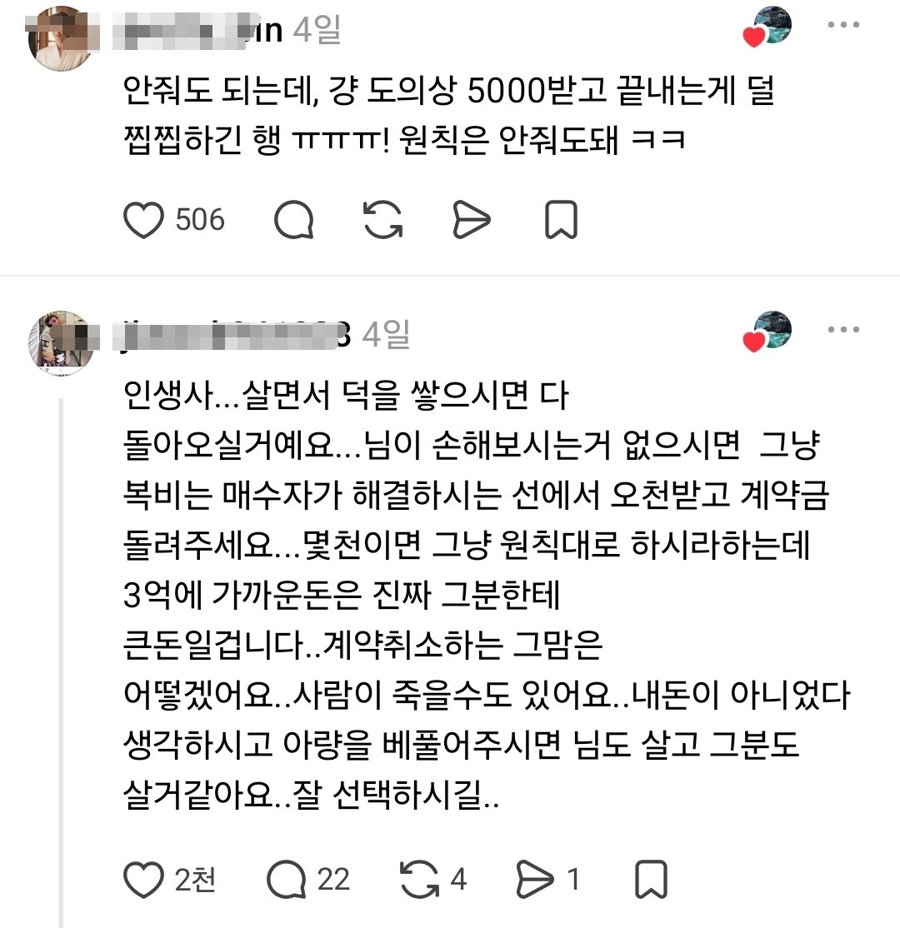 in 4일
안줘도 되는데, 걍 도의상 5000받고 끝내는게 덜
찝찝하긴 행 ㅠㅠㅠ! 원칙은 안줘도돼 ㅋㅋ
506
3 4일
인생사...살면서 덕을 쌓으시면 다
돌아오실거예요...님이 손해보시는거 없으시면 그냥
복비는 매수자가 해결하시는 선에서 오천받고 계약금
돌려주세요...몇천이면 그냥 원칙대로 하시라하는데
3억에 가까운돈은 진짜 그분한테
큰돈일겁니다..계약취소하는 그맘은
어떻겠어요..사람이 죽을수도 있어요..내돈이 아니었다
생각하시고 아량을 베풀어주시면 님도 살고 그분도
살거같아요..잘 선택하시길..
2천 22 4 1